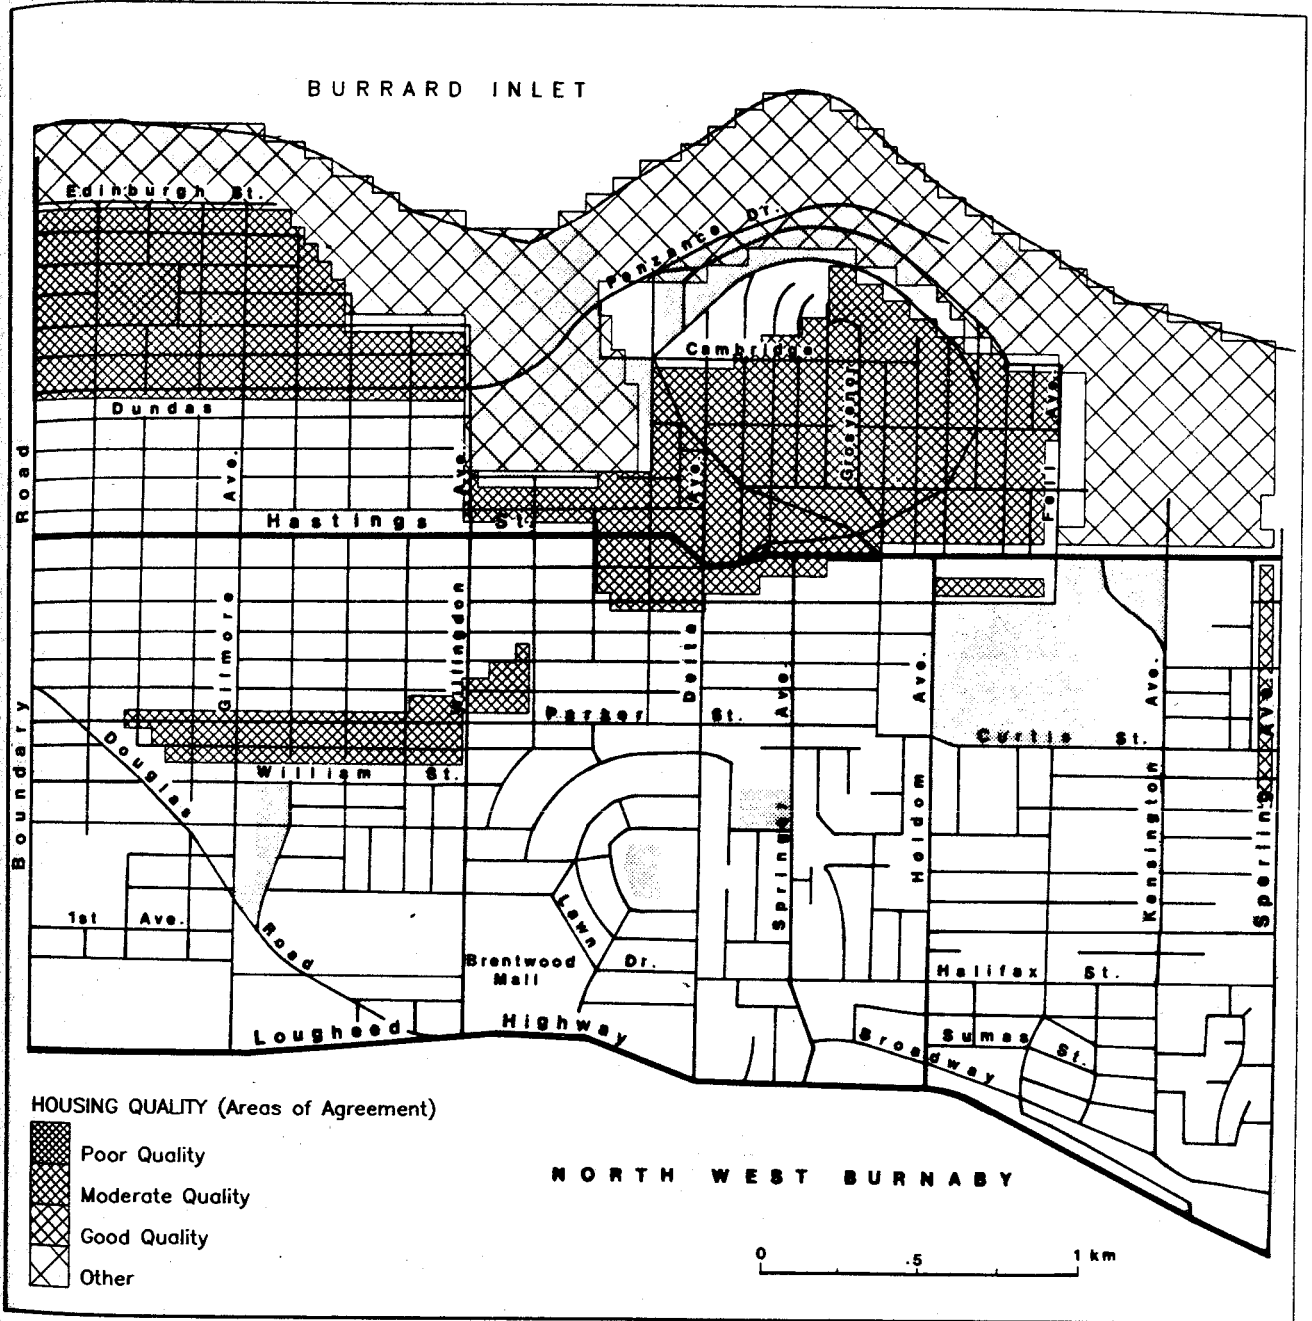 BURRARD INLET
Edinburgh St.
Penzance Dr.
Cambridge
Dundas
Grosvenor
Ave.
Ave.
Ave.
Fell Ave.
Hastings St.
Boundary Road
Gilmore
Willingdon
Delta
Ave.
Ave.
Ave.
Parker St.
Curtis St.
Douglas
William St.
Springer
Holdom
Kensington
Sperling
Ave.
1st Ave.
Road
Lawn
Dr.
Brentwood
Mall
Halifax St.
Lougheed Highway
Broadway
Sumas St.
HOUSING QUALITY (Areas of Agreement)
Poor Quality
Moderate Quality
Good Quality
Other
NORTH WEST BURNABY
0 .5 1 km